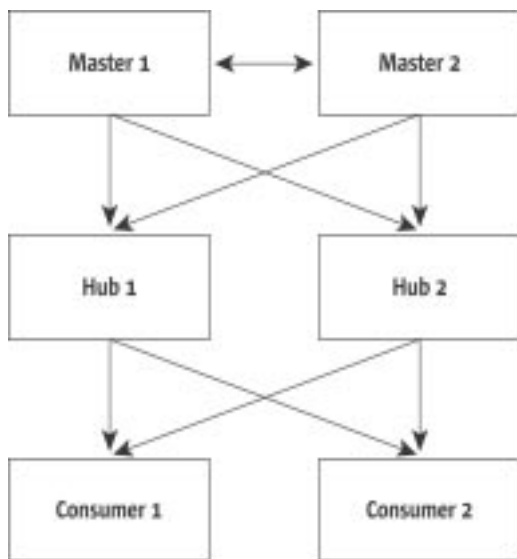 Master 1
Master 2
Hub 1
Hub 2
Consumer 1
Consumer 2